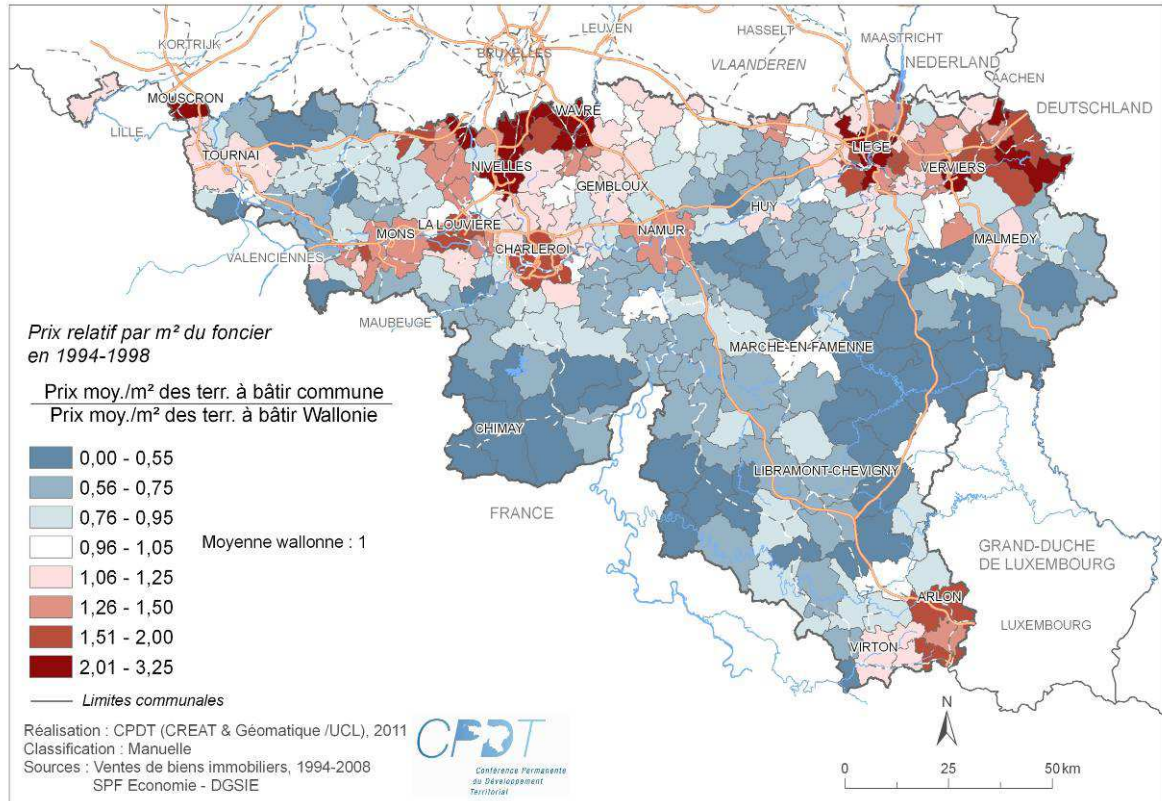 HASSELT
LEUVEN
MAASTRICHT
KORTRIJK
BRUXELLES
VLAANDEREN
NEDERLAND
AACHEN
MOUSCRON
WAVRE
DEUTSCHLAND
LILLE
TOURNAI
LIEGE
NIVELLES
VERVIERS
GEMBLOUX
HUY
LA LOUVIERE
MONS
NAMUR
CHARLEROI
MALMEDY
VALENCIENNES
MAUBEUGE
MARCHE-EN-FAMENNE
CHIMAY
LIBRAMONT-CHEVIGNY
FRANCE
GRAND-DUCHE
DE LUXEMBOURG
ARLON
LUXEMBOURG
VIRTON
Prix relatif par m² du foncier
en 1994-1998
Prix moy./m² des terr. à bâtir commune
Prix moy./m² des terr. à bâtir Wallonie
0,00 - 0,55
0,56 - 0,75
0,76 - 0,95
0,96 - 1,05 Moyenne wallonne : 1
1,06 - 1,25
1,26 - 1,50
1,51 - 2,00
2,01 - 3,25
Limites communales
Réalisation : CPDT (CREAT & Géomatique /UCL), 2011
Classification : Manuelle
Sources : Ventes de biens immobiliers, 1994-2008
SPF Economie - DGSIE
CPDT
Conférence Permanente
du Développement
Territorial
N
0 25 50 km